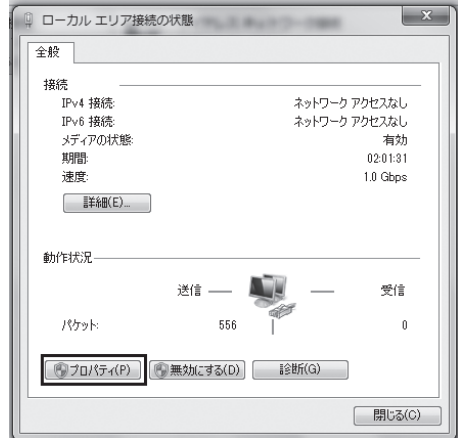 ローカル エリア接続の状態
全般
接続
IPv4 接続: ネットワーク アクセスなし
IPv6 接続: ネットワーク アクセスなし
メディアの状態: 有効
期間: 02:01:31
速度: 1.0 Gbps
詳細(E)...
動作状況
送信 受信
パケット: 556 0
プロパティ(P) 無効にする(D) 診断(G)
閉じる(C)